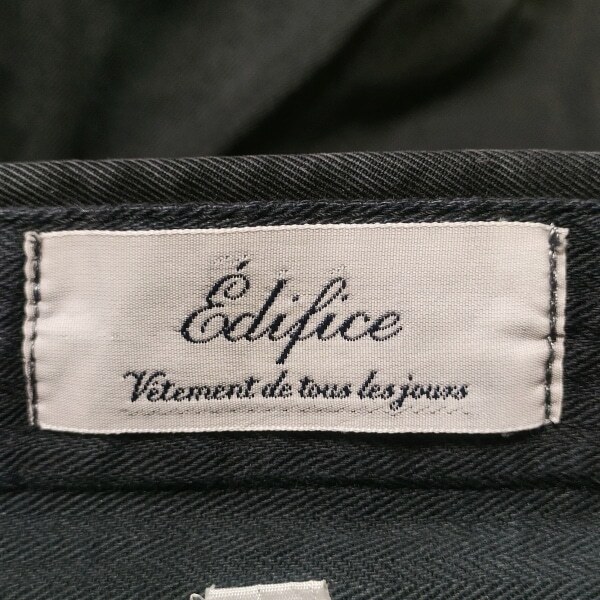 Édifice
Vêtement de tous les jours